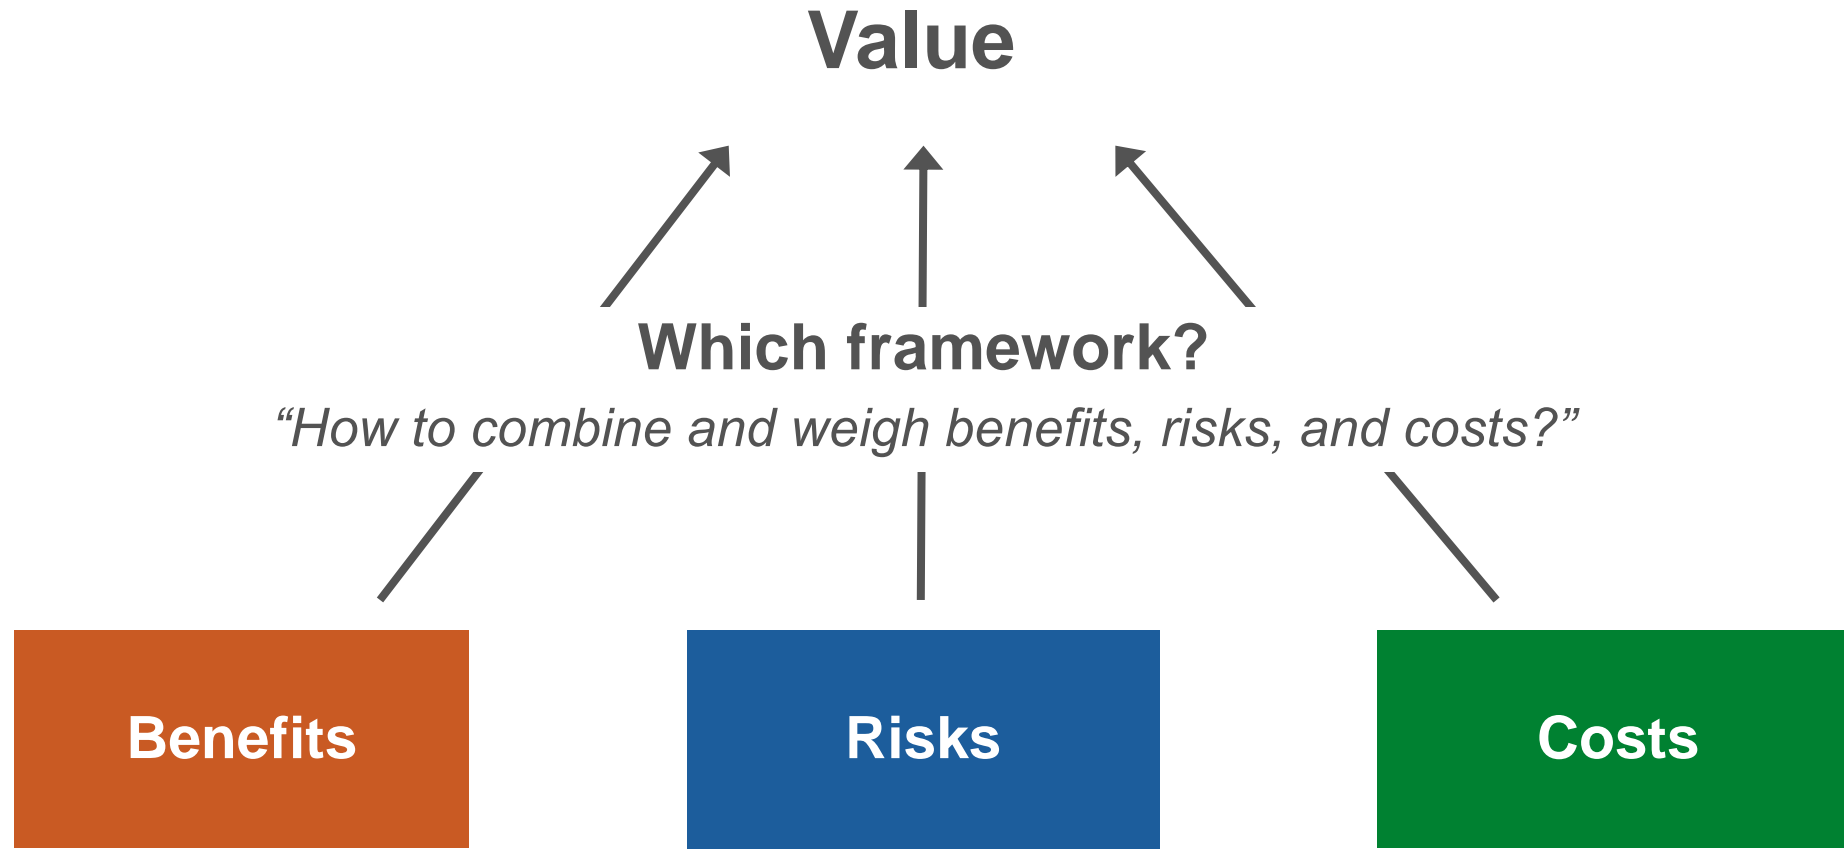 Value
Which framework?
“How to combine and weigh benefits, risks, and costs?”
Benefits
Risks
Costs